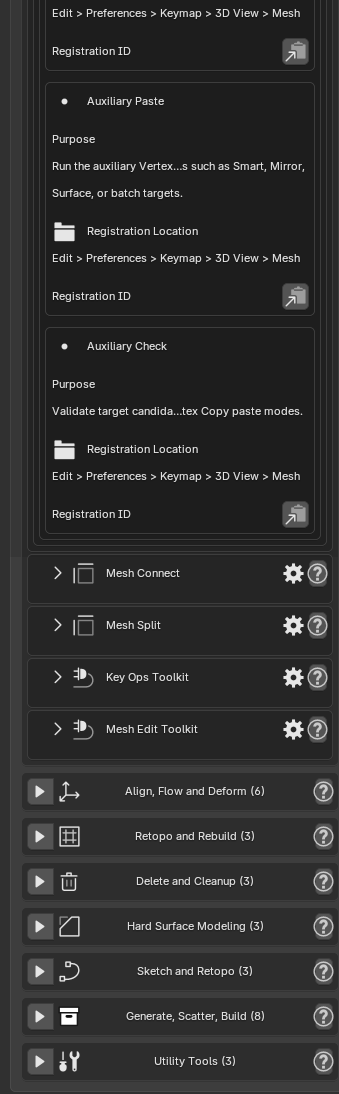 Edit > Preferences > Keymap > 3D View > Mesh
Registration ID
Auxiliary Paste
Purpose
Run the auxiliary Vertex...s such as Smart, Mirror,
Surface, or batch targets.
Registration Location
Edit > Preferences > Keymap > 3D View > Mesh
Registration ID
Auxiliary Check
Purpose
Validate target candida...tex Copy paste modes.
Registration Location
Edit > Preferences > Keymap > 3D View > Mesh
Registration ID
Mesh Connect
Mesh Split
Key Ops Toolkit
Mesh Edit Toolkit
Align, Flow and Deform (6)
Retopo and Rebuild (3)
Delete and Cleanup (3)
Hard Surface Modeling (3)
Sketch and Retopo (3)
Generate, Scatter, Build (8)
Utility Tools (3)